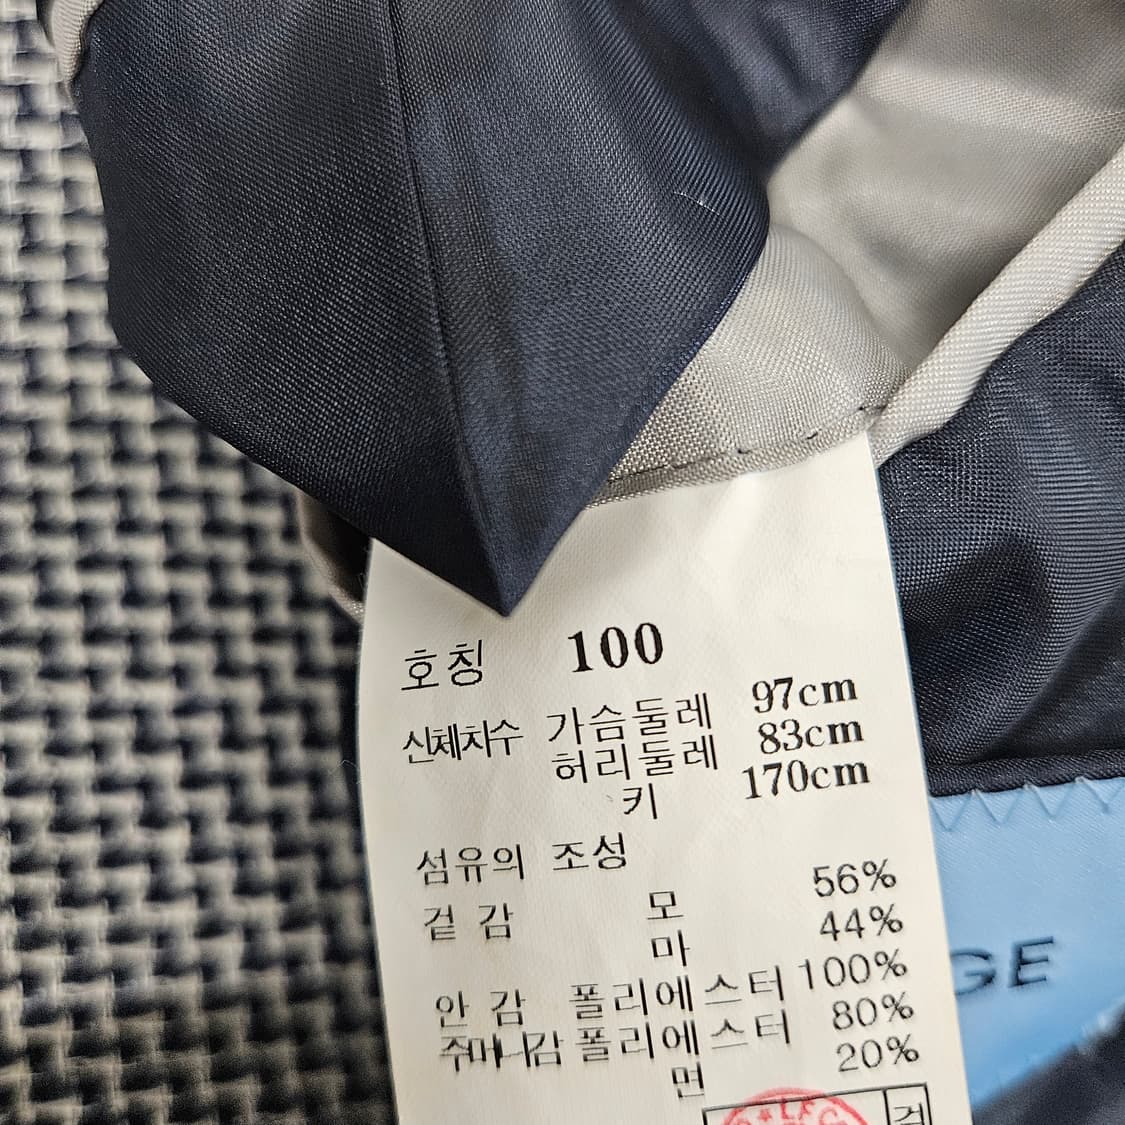 호칭 100
신체치수 가슴둘레 97cm
허리둘레 83cm
키 170cm
섬유의 조성
겉감 모 56%
마 44%
안감 폴리에스터 100%
주머니감 폴리에스터 80%
면 20%
GE
검